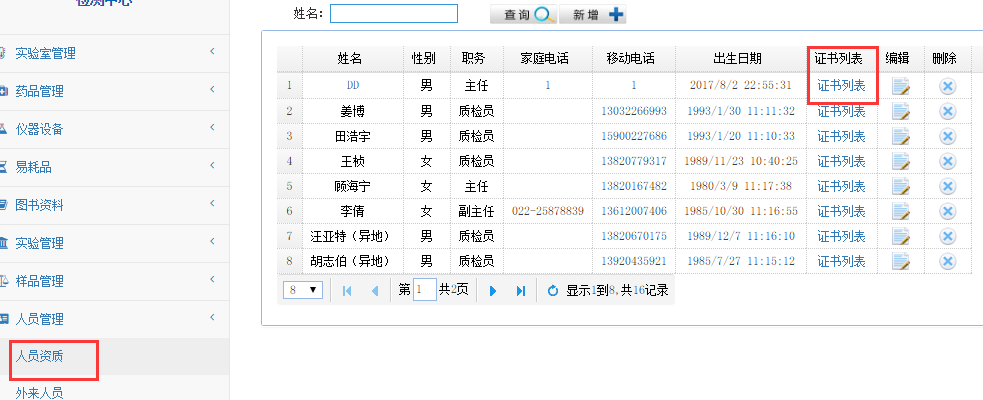 检测中心
姓名：
查询 新增
实验室管理
药品管理
仪器设备
易耗品
图书资料
实验管理
样品管理
人员管理
人员资质
外来人员
姓名 性别 职务 家庭电话 移动电话 出生日期 证书列表 编辑 删除
1 DD 男 主任 1 1 2017/8/2 22:55:31 证书列表
2 姜博 男 质检员 13032266993 1993/1/30 11:11:32 证书列表
3 田浩宇 男 质检员 15900227686 1993/1/20 11:10:33 证书列表
4 王桢 女 质检员 13820779317 1989/11/23 10:40:25 证书列表
5 顾海宁 女 主任 13820167482 1980/3/9 11:17:38 证书列表
6 李倩 女 副主任 022-25878839 13612007406 1985/10/30 11:16:55 证书列表
7 汪亚特（异地） 男 质检员 13820670175 1989/12/7 11:16:10 证书列表
8 胡志伯（异地） 男 质检员 13920435921 1985/7/27 11:15:12 证书列表
8 第 1 共2页 显示1到8,共16记录